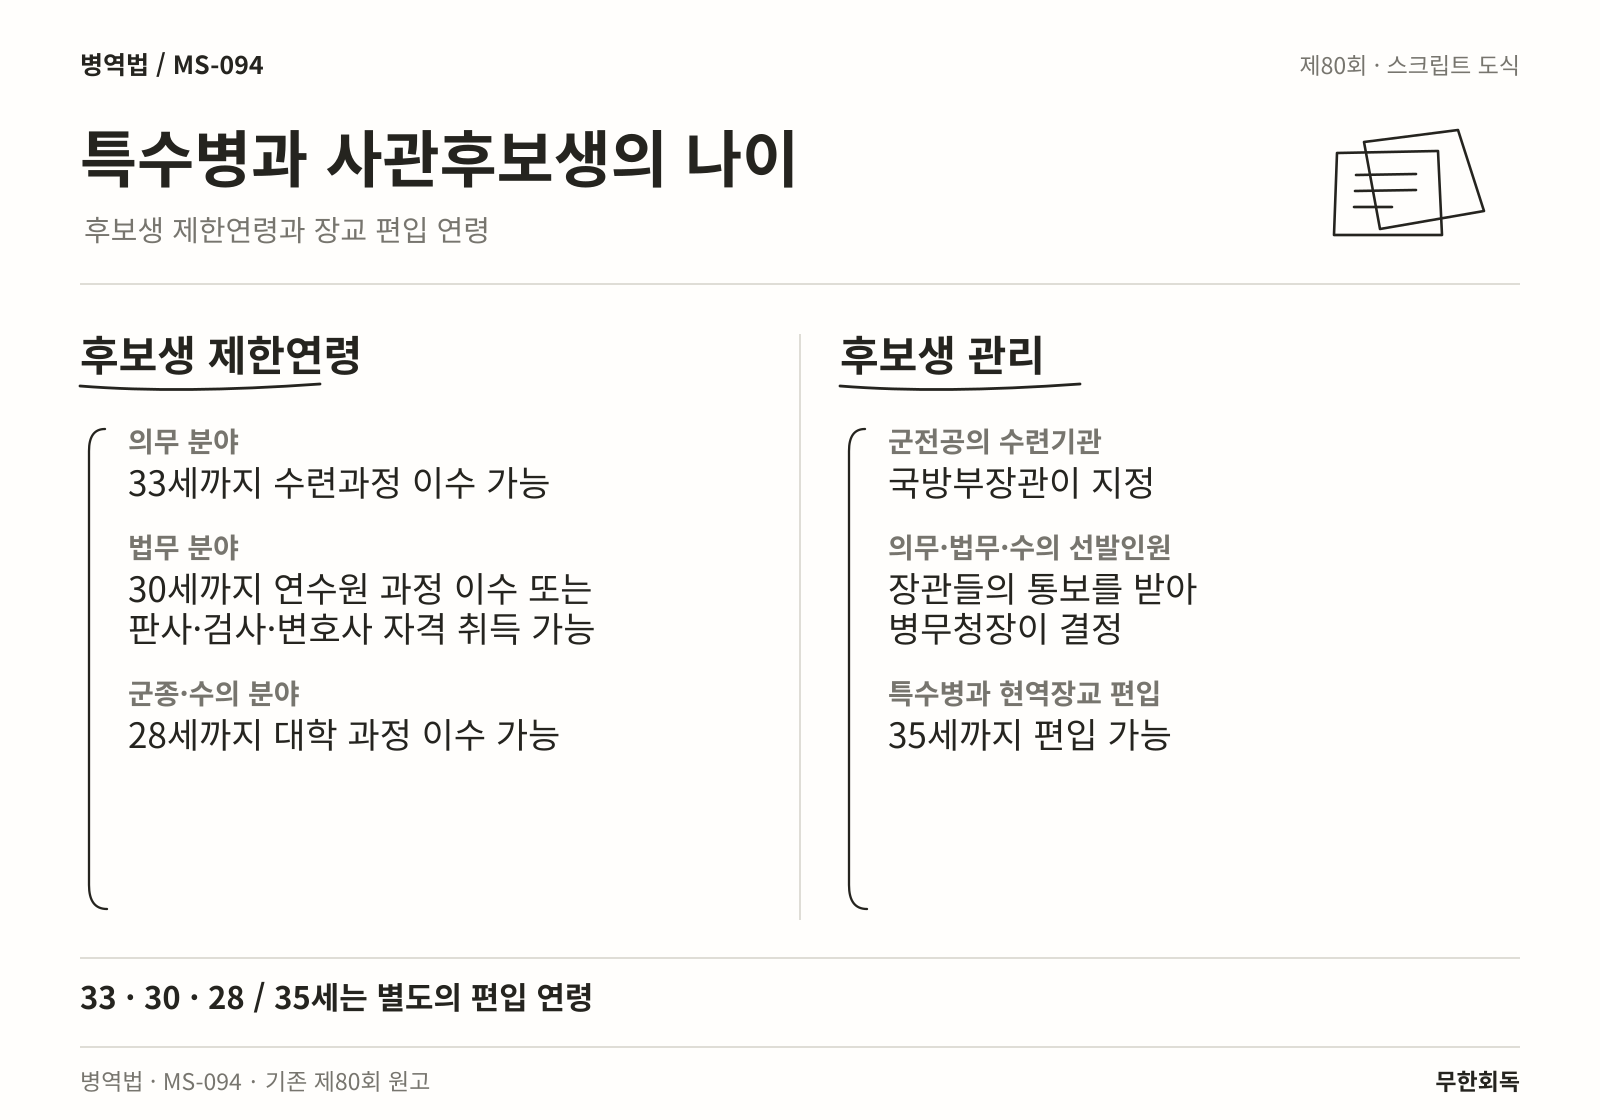 병역법 / MS-094
제80회 · 스크립트 도식
특수병과 사관후보생의 나이
후보생 제한연령과 장교 편입 연령
후보생 제한연령
의무 분야
33세까지 수련과정 이수 가능
법무 분야
30세까지 연수원 과정 이수 또는
판사·검사·변호사 자격 취득 가능
군종·수의 분야
28세까지 대학 과정 이수 가능
후보생 관리
군전공의 수련기관
국방부장관이 지정
의무·법무·수의 선발인원
장관들의 통보를 받아
병무청장이 결정
특수병과 현역장교 편입
35세까지 편입 가능
33 · 30 · 28 / 35세는 별도의 편입 연령
병역법 · MS-094 · 기존 제80회 원고
무한회독